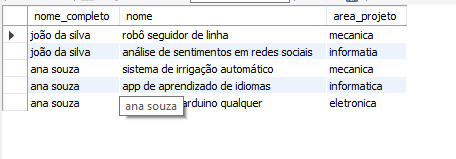 nome_completo nome area_projeto
joão da silva robô seguidor de linha mecanica
joão da silva análise de sentimentos em redes sociais informatia
ana souza sistema de irrigação automático mecanica
ana souza app de aprendizado de idiomas informatica
ana souza arduino qualquer eletronica
ana souza